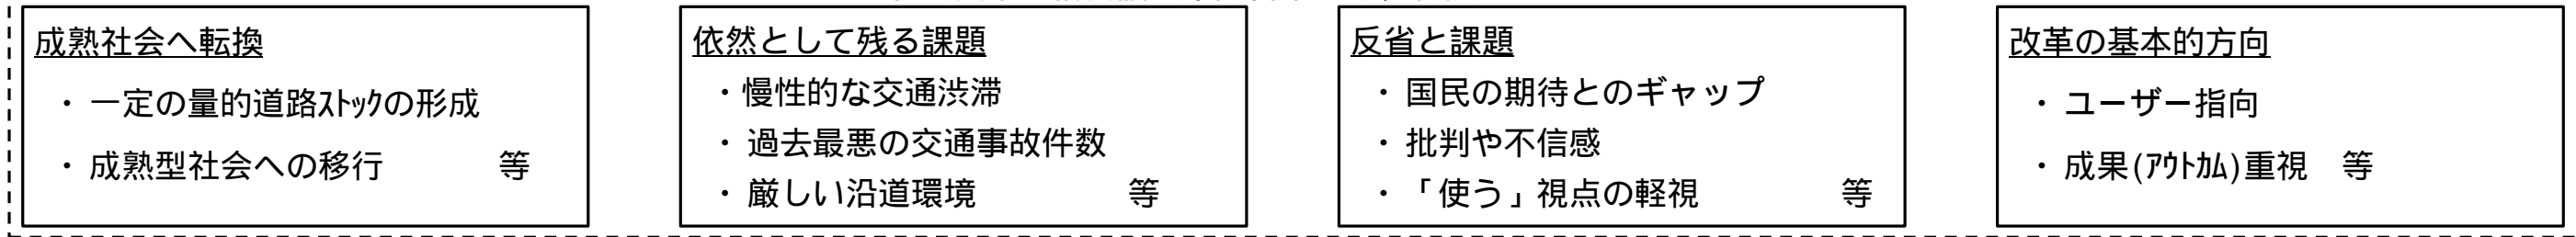 成熟社会へ転換
・ 一定の量的道路ｽﾄｯｸの形成
・ 成熟型社会への移行　　　等
依然として残る課題
・慢性的な交通渋滞
・ 過去最悪の交通事故件数
・ 厳しい沿道環境　　　　等
反省と課題
・ 国民の期待とのギャップ
・ 批判や不信感
・ 「使う」視点の軽視　　　　等
改革の基本的方向
・ ユーザー指向
・ 成果(ｱｳﾄｶﾑ)重視　等